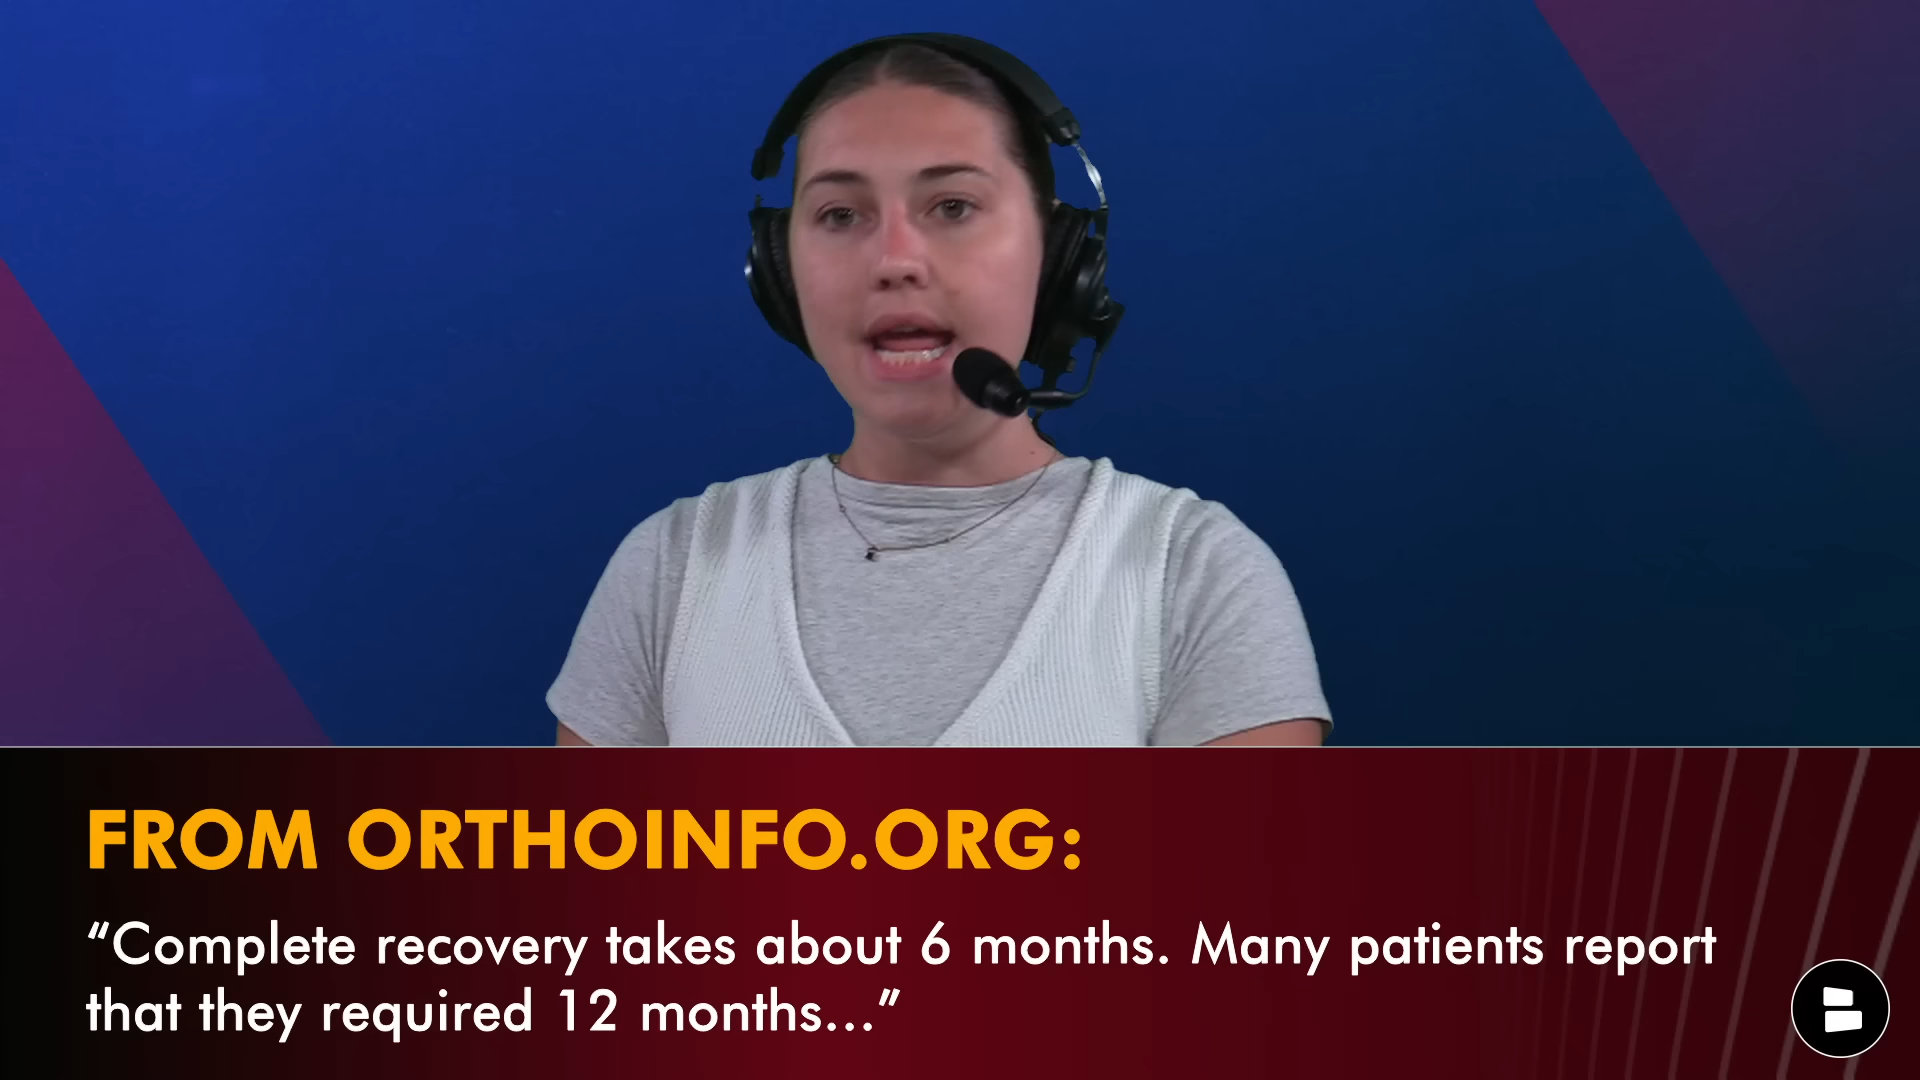 FROM ORTHOINFO.ORG:
“Complete recovery takes about 6 months. Many patients report
that they required 12 months...”